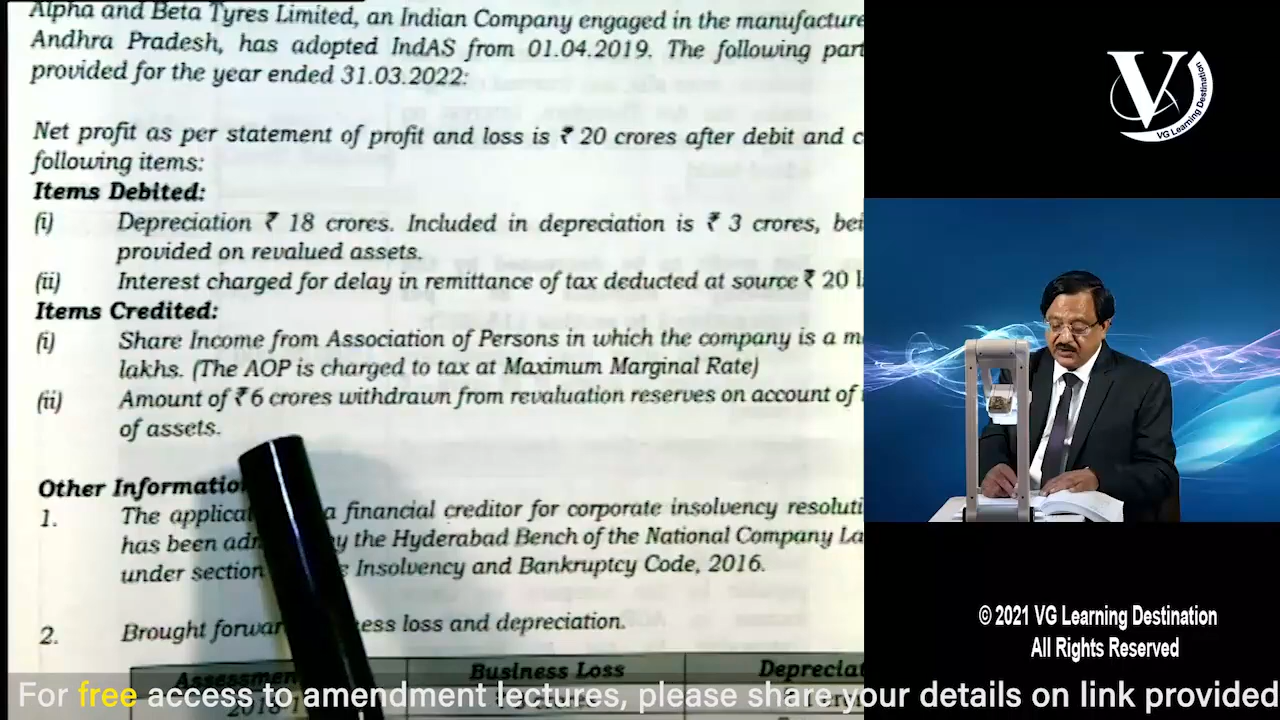 Alpha and Beta Tyres Limited, an Indian Company engaged in the manufacture
Andhra Pradesh, has adopted IndAS from 01.04.2019. The following part
provided for the year ended 31.03.2022:
Net profit as per statement of profit and loss is ₹ 20 crores after debit and c
following items:
Items Debited:
(i) Depreciation ₹ 18 crores. Included in depreciation is ₹ 3 crores, bei
provided on revalued assets.
(ii) Interest charged for delay in remittance of tax deducted at source ₹ 20 l
Items Credited:
(i) Share Income from Association of Persons in which the company is a m
lakhs. (The AOP is charged to tax at Maximum Marginal Rate)
(ii) Amount of ₹ 6 crores withdrawn from revaluation reserves on account of
of assets.
Other Informatio
1. The applica a financial creditor for corporate insolvency resoluti
has been ad y the Hyderabad Bench of the National Company La
under section Insolvency and Bankruptcy Code, 2016.
2. Brought forwar ess loss and depreciation.
Assessmen Business Loss Depreciat
For free access to amendment lectures, please share your details on link provided
V
VG Learning Destination
© 2021 VG Learning Destination
All Rights Reserved